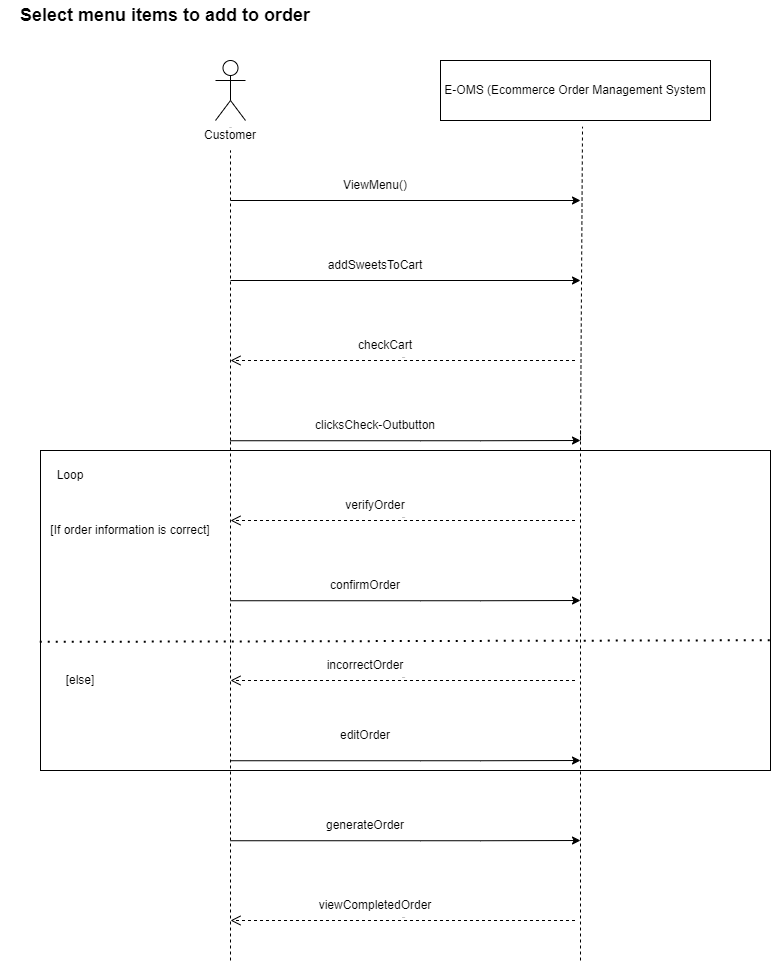 Select menu items to add to order
Customer
E-OMS (Ecommerce Order Management System
ViewMenu()
addSweetsToCart
checkCart
clicksCheck-Outbutton
Loop
verifyOrder
[If order information is correct]
confirmOrder
incorrectOrder
[else]
editOrder
generateOrder
viewCompletedOrder